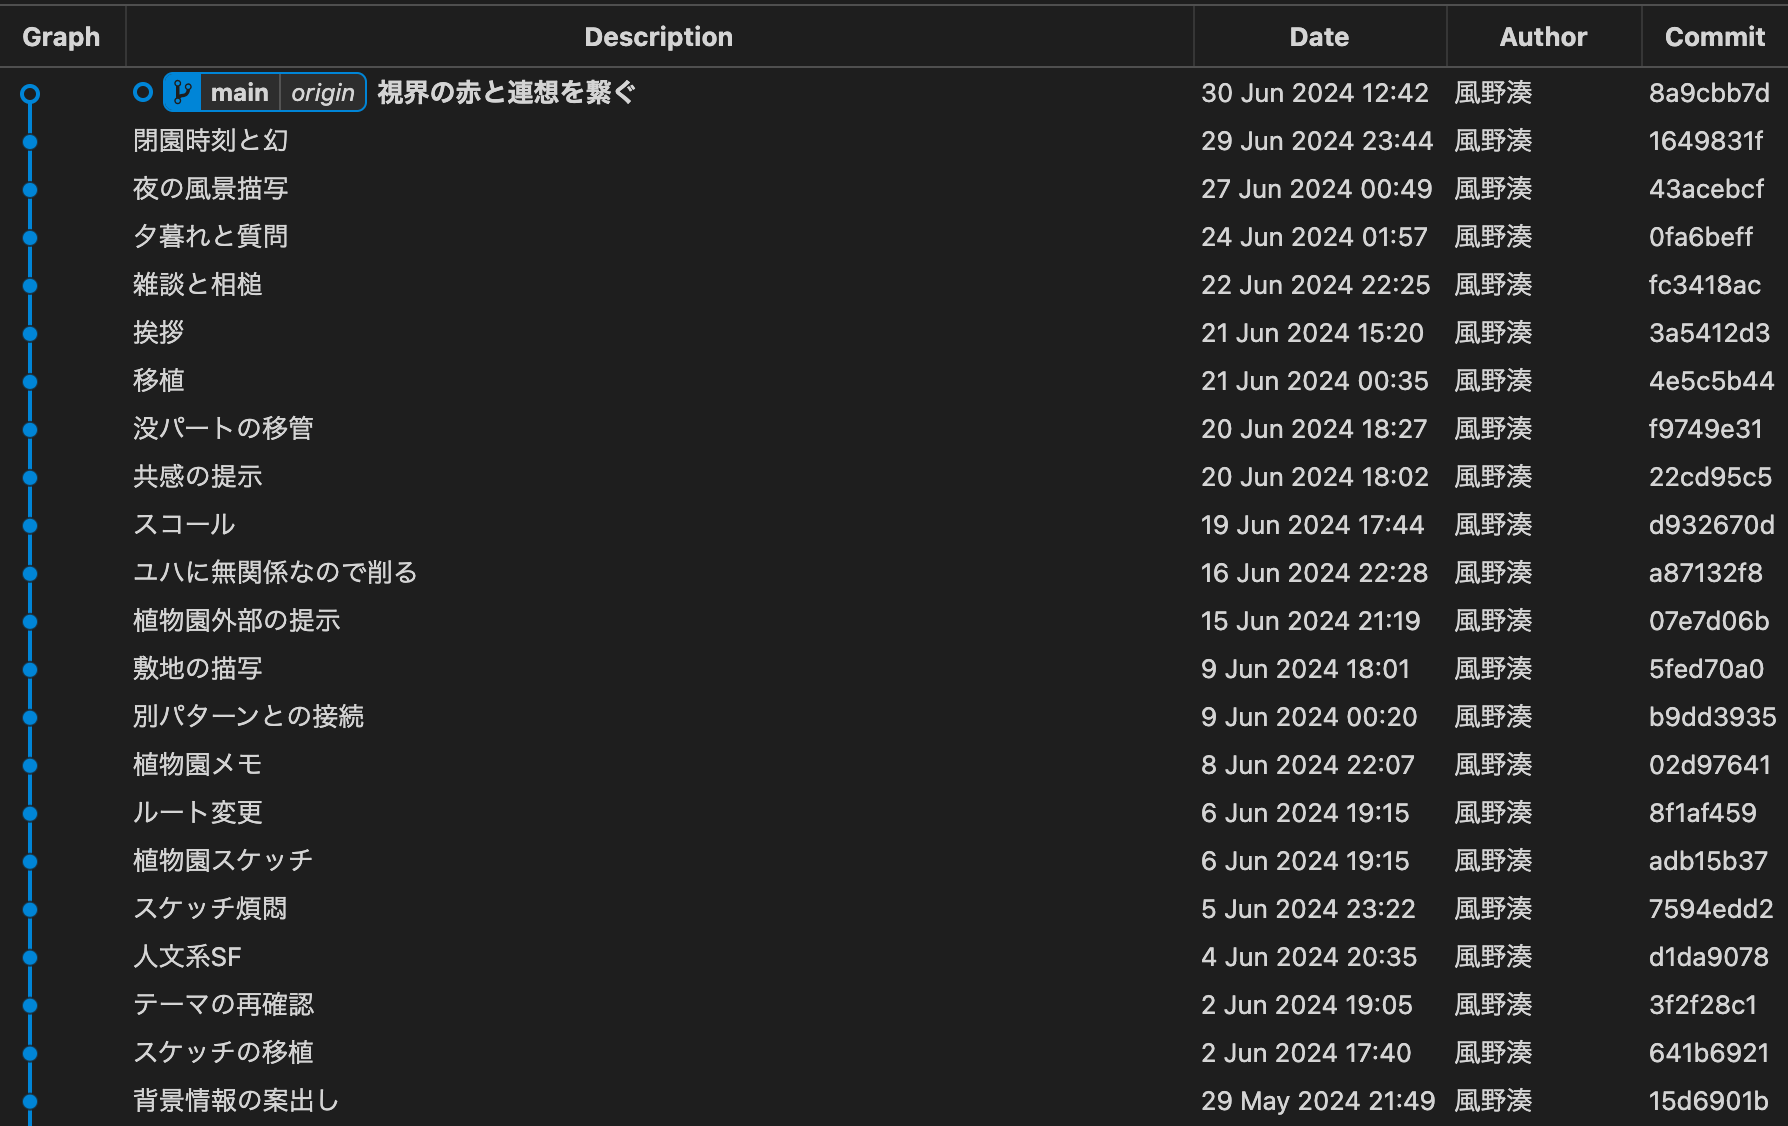 Graph Description Date Author Commit
main origin 視界の赤と連想を繋ぐ 30 Jun 2024 12:42 風野湊 8a9cbb7d
閉園時刻と幻 29 Jun 2024 23:44 風野湊 1649831f
夜の風景描写 27 Jun 2024 00:49 風野湊 43acebcf
夕暮れと質問 24 Jun 2024 01:57 風野湊 0fa6beff
雑談と相槌 22 Jun 2024 22:25 風野湊 fc3418ac
挨拶 21 Jun 2024 15:20 風野湊 3a5412d3
移植 21 Jun 2024 00:35 風野湊 4e5c5b44
没パートの移管 20 Jun 2024 18:27 風野湊 f9749e31
共感の提示 20 Jun 2024 18:02 風野湊 22cd95c5
スコール 19 Jun 2024 17:44 風野湊 d932670d
ユハに無関係なので削る 16 Jun 2024 22:28 風野湊 a87132f8
植物園外部の提示 15 Jun 2024 21:19 風野湊 07e7d06b
敷地の描写 9 Jun 2024 18:01 風野湊 5fed70a0
別パターンとの接続 9 Jun 2024 00:20 風野湊 b9dd3935
植物園メモ 8 Jun 2024 22:07 風野湊 02d97641
ルート変更 6 Jun 2024 19:15 風野湊 8f1af459
植物園スケッチ 6 Jun 2024 19:15 風野湊 adb15b37
スケッチ煩悶 5 Jun 2024 23:22 風野湊 7594edd2
人文系SF 4 Jun 2024 20:35 風野湊 d1da9078
テーマの再確認 2 Jun 2024 19:05 風野湊 3f2f28c1
スケッチの移植 2 Jun 2024 17:40 風野湊 641b6921
背景情報の案出し 29 May 2024 21:49 風野湊 15d6901b